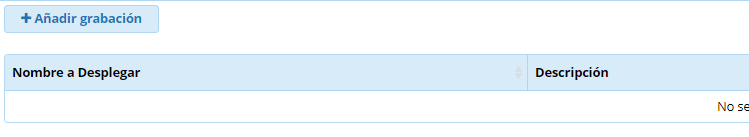 + Añadir grabación
Nombre a Desplegar Descripción
No se